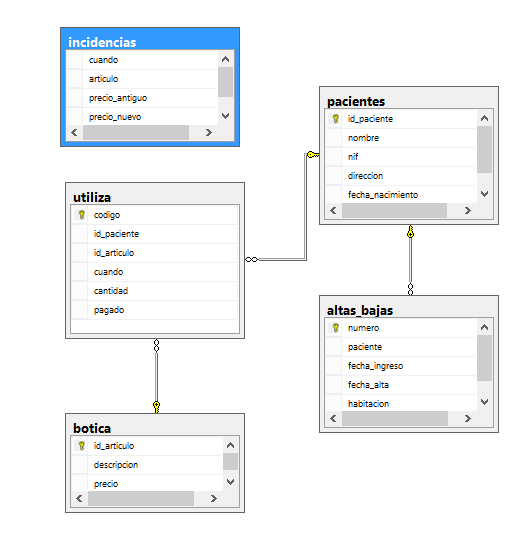 incidencias
cuando
articulo
precio_antiguo
precio_nuevo
pacientes
id_paciente
nombre
nif
direccion
fecha_nacimiento
utiliza
codigo
id_paciente
id_articulo
cuando
cantidad
pagado
altas_bajas
numero
paciente
fecha_ingreso
fecha_alta
habitacion
botica
id_articulo
descripcion
precio